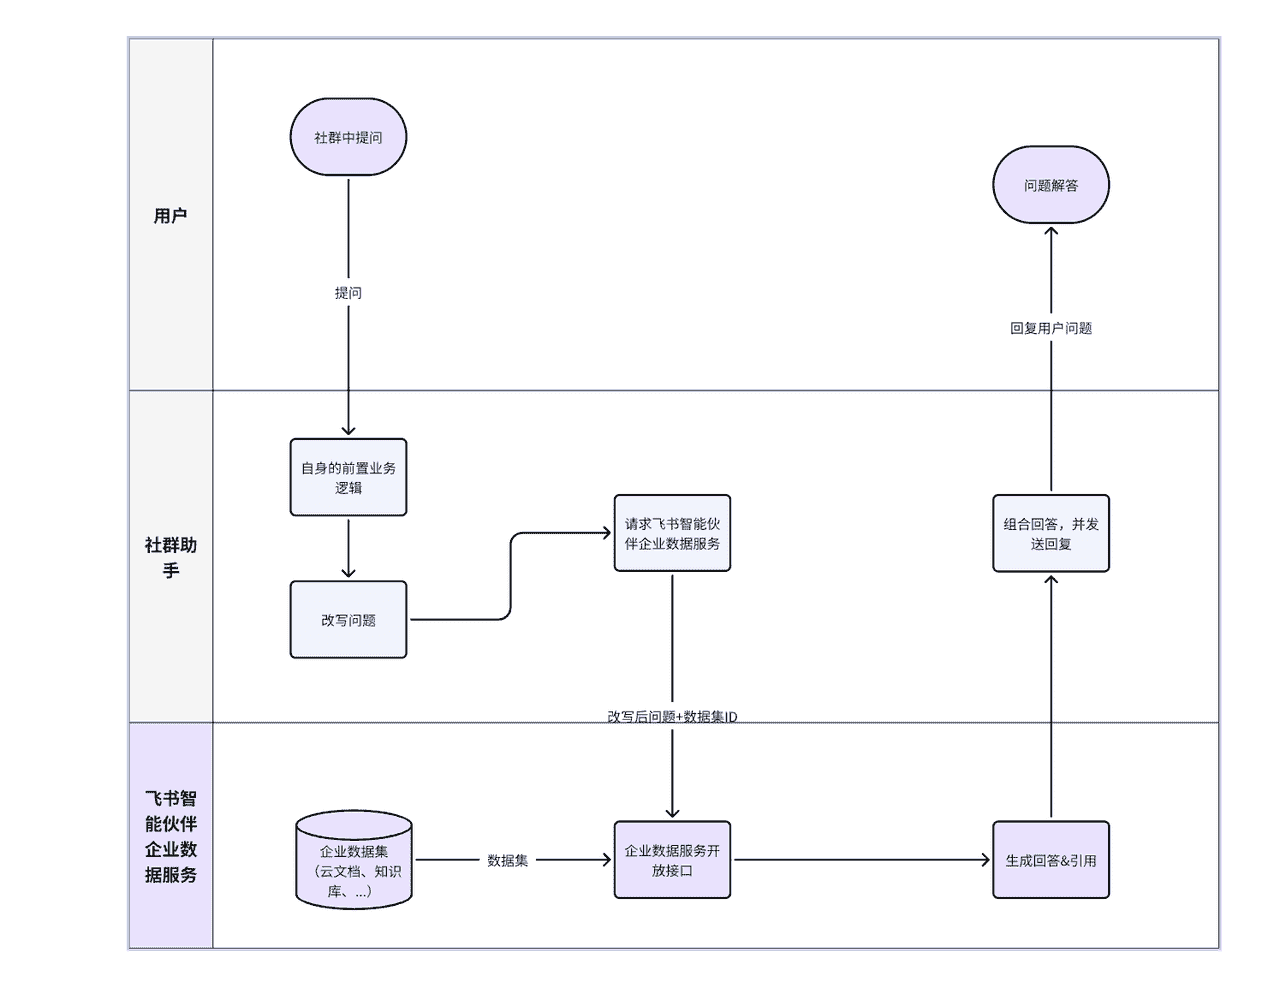 用户
社群中提问
提问
问题解答
回复用户问题
社群助
手
自身的前置业务
逻辑
改写问题
请求飞书智能伙
伴企业数据服务
组合回答，并发
送回复
改写后问题+数据集ID
飞书智
能伙伴
企业数
据服务
企业数据集
（云文档、知识
库、...）
数据集
企业数据服务开
放接口
生成回答&引用